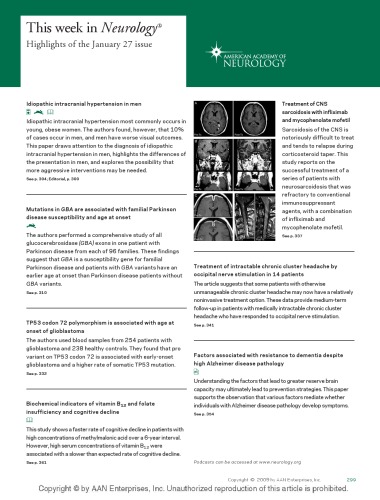 This week in Neurology®
Highlights of the January 27 issue
AMERICAN ACADEMY OF
NEUROLOGY
Idiopathic intracranial hypertension in men
Idiopathic intracranial hypertension most commonly occurs in
young, obese women. The authors found, however, that 10%
of cases occur in men, and men have worse visual outcomes.
This paper draws attention to the diagnosis of idiopathic
intracranial hypertension in men, highlights the differences of
the presentation in men, and explores the possibility that
more aggressive interventions may be needed.
See p. 304; Editorial, p. 300
Mutations in GBA are associated with familial Parkinson
disease susceptibility and age at onset
The authors performed a comprehensive study of all
glucocerebrosidase (GBA) exons in one patient with
Parkinson disease from each of 96 families. These findings
suggest that GBA is a susceptibility gene for familial
Parkinson disease and patients with GBA variants have an
earlier age at onset than Parkinson disease patients without
GBA variants.
See p. 310
TP53 codon 72 polymorphism is associated with age at
onset of glioblastoma
The authors used blood samples from 254 patients with
glioblastoma and 238 healthy controls. They found that pro
variant on TP53 codon 72 is associated with early-onset
glioblastoma and a higher rate of somatic TP53 mutation.
See p. 332
Biochemical indicators of vitamin B12 and folate
insufficiency and cognitive decline
This study shows a faster rate of cognitive decline in patients with
high concentrations of methylmalonic acid over a 6-year interval.
However, high serum concentrations of vitamin B12 were
associated with a slower than expected rate of cognitive decline.
See p. 361
Treatment of CNS
sarcoidosis with infliximab
and mycophenolate mofetil
Sarcoidosis of the CNS is
notoriously difficult to treat
and tends to relapse during
corticosteroid taper. This
study reports on the
successful treatment of a
series of patients with
neurosarcoidosis that was
refractory to conventional
immunosuppressant
agents, with a combination
of infliximab and
mycophenolate mofetil.
See p. 337
Treatment of intractable chronic cluster headache by
occipital nerve stimulation in 14 patients
The article suggests that some patients with otherwise
unmanageable chronic cluster headache may now have a relatively
noninvasive treatment option. These data provide medium-term
follow-up in patients with medically intractable chronic cluster
headache who have responded to occipital nerve stimulation.
See p. 341
Factors associated with resistance to dementia despite
high Alzheimer disease pathology
Understanding the factors that lead to greater reserve brain
capacity may ultimately lead to prevention strategies. This paper
supports the observation that various factors mediate whether
individuals with Alzheimer disease pathology develop symptoms.
See p. 354
Podcasts can be accessed at www.neurology.org
Copyright © 2009 by AAN Enterprises, Inc. 299
Copyright © by AAN Enterprises, Inc. Unauthorized reproduction of this article is prohibited.